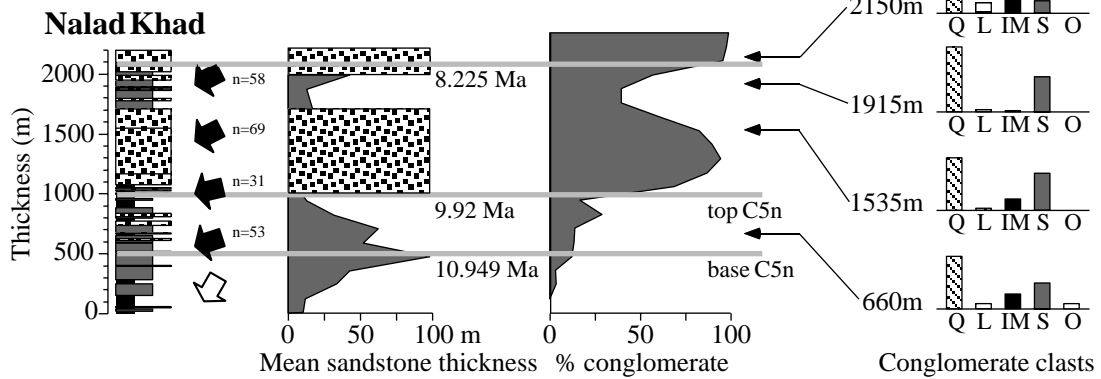 Nalad Khad
Thickness (m)
2000
1500
1000
500
0
n=58
n=69
n=31
n=53
8.225 Ma
9.92 Ma
10.949 Ma
0 50 100 m
Mean sandstone thickness
top C5n
base C5n
0 50 100
% conglomerate
2150m
Q L IM S O
1915m
Q L IM S O
1535m
Q L IM S O
660m
Q L IM S O
Conglomerate clasts